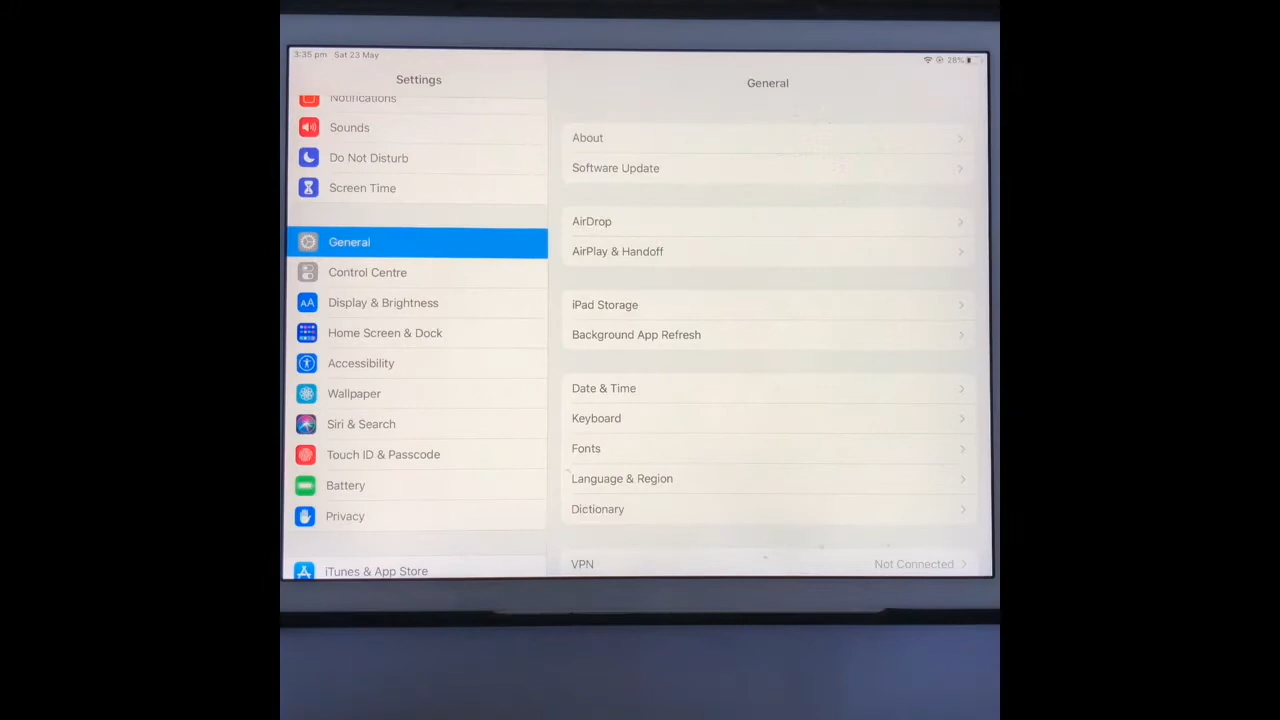 3:35 pm Sat 23 May
28%
Settings
Notifications
Sounds
Do Not Disturb
Screen Time
General
Control Centre
AA
Display & Brightness
Home Screen & Dock
Accessibility
Wallpaper
Siri & Search
Touch ID & Passcode
Battery
Privacy
iTunes & App Store
General
About
Software Update
AirDrop
AirPlay & Handoff
iPad Storage
Background App Refresh
Date & Time
Keyboard
Fonts
Language & Region
Dictionary
VPN Not Connected